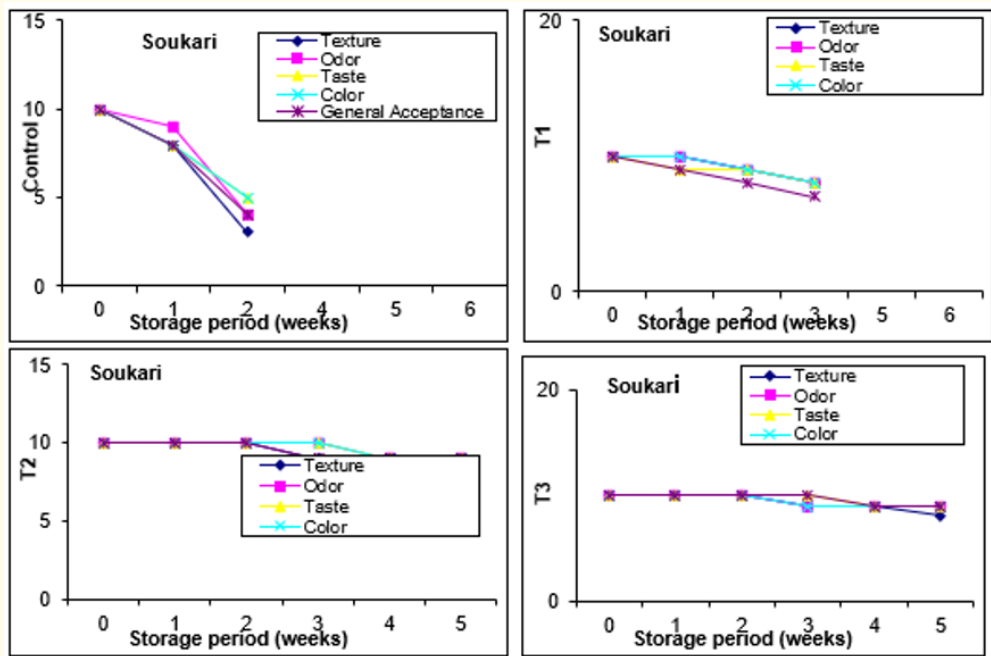 15
Soukari
Texture
Odor
Taste
Color
General Acceptance
10
Control
5
0
0 1 2 4 5 6
Storage period (weeks)
20
Soukari
Texture
Odor
Taste
Color
T1
0
0 1 2 3 5 6
Storage period (weeks)
15
Soukari
10
T2
Texture
Odor
Taste
Color
5
0
0 1 2 3 4 5
Storage period (weeks)
20
Soukari
Texture
Odor
Taste
Color
T3
0
0 1 2 3 4 5
Storage period (weeks)